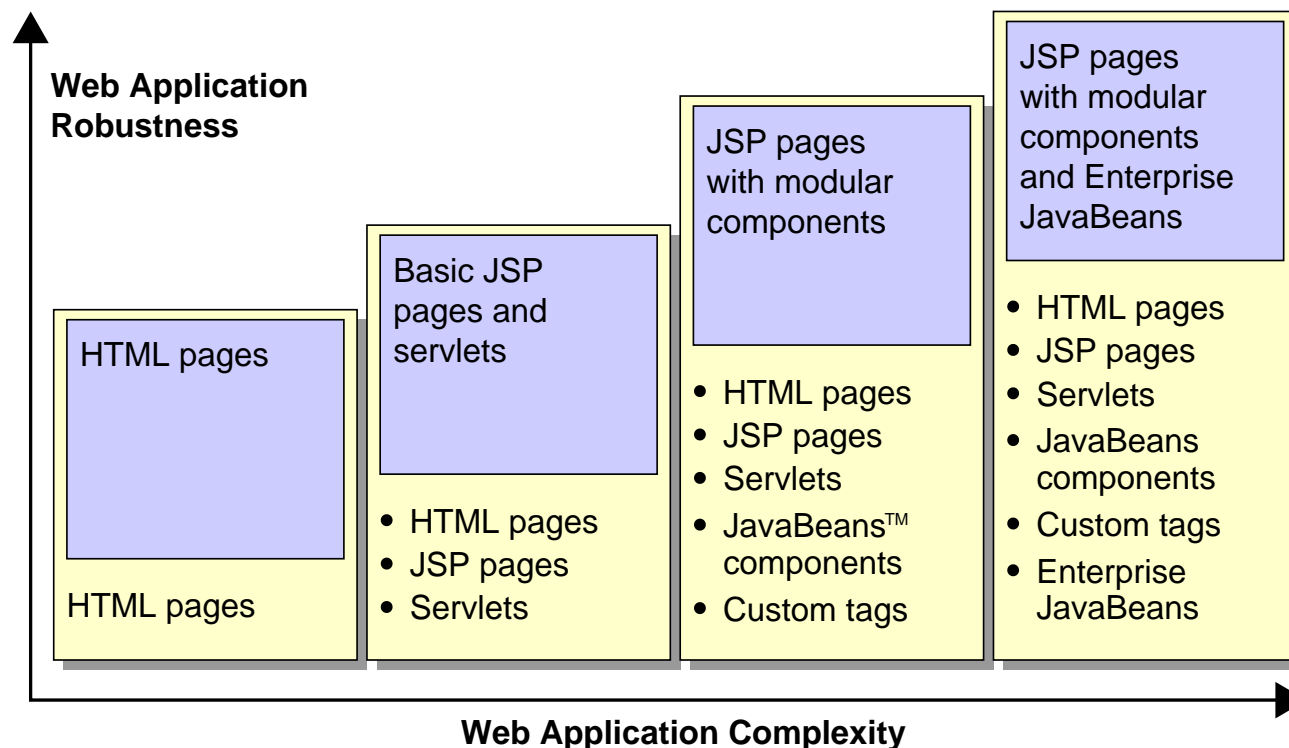 Web Application
Robustness
HTML pages
HTML pages
Basic JSP
pages and
servlets
• HTML pages
• JSP pages
• Servlets
JSP pages
with modular
components
• HTML pages
• JSP pages
• Servlets
• JavaBeans™
components
• Custom tags
JSP pages
with modular
components
and Enterprise
JavaBeans
• HTML pages
• JSP pages
• Servlets
• JavaBeans
components
• Custom tags
• Enterprise
JavaBeans
Web Application Complexity